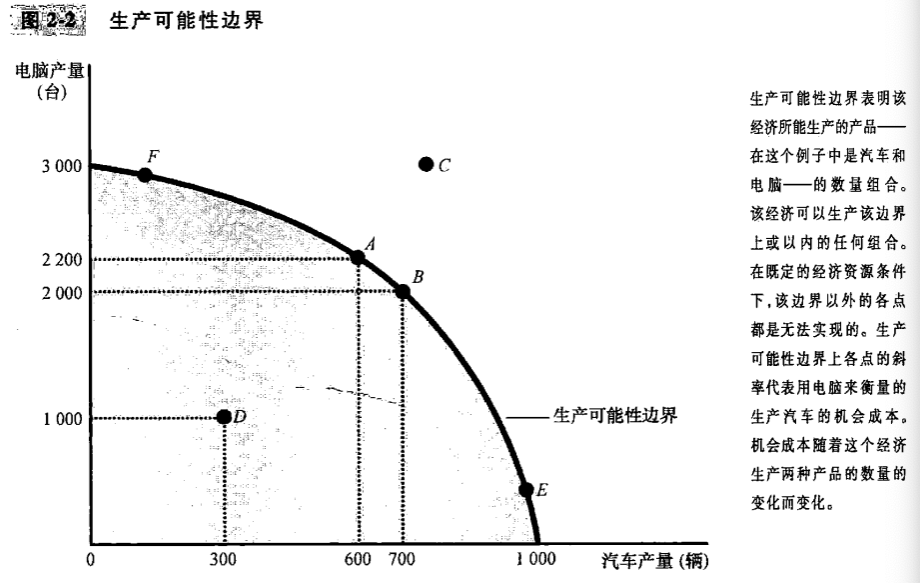 图 2-2 生产可能性边界
电脑产量
(台)
3 000
F
C
2 200
A
2 000
B
1 000
D
生产可能性边界
E
0 300 600 700 1 000 汽车产量 (辆)
生产可能性边界表明该
经济所能生产的产品——
在这个例子中是汽车和
电脑——的数量组合。
该经济可以生产该边界
上或以内的任何组合。
在既定的经济资源条件
下,该边界以外的各点
都是无法实现的。生产
可能性边界上各点的斜
率代表用电脑来衡量的
生产汽车的机会成本。
机会成本随着这个经济
生产两种产品的数量的
变化而变化。